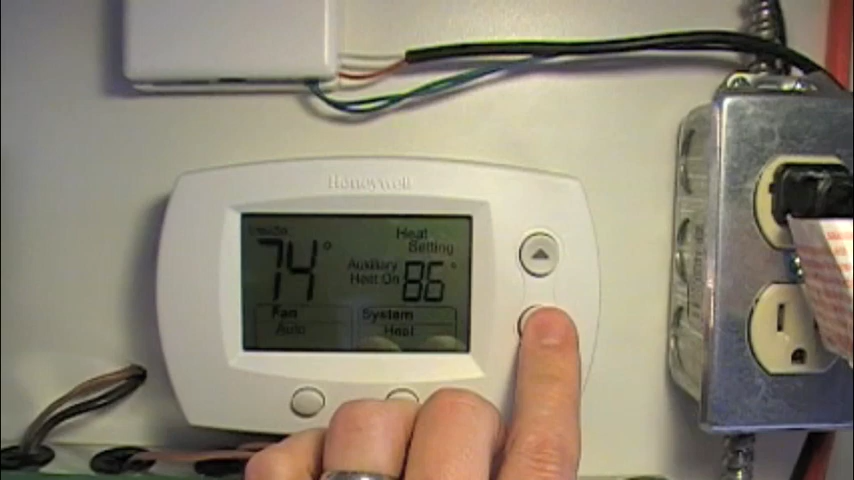 Honeywell
Inside
74°
Heat
Setting
Auxiliary
Heat On
86°
Fan
Auto
System
Heat